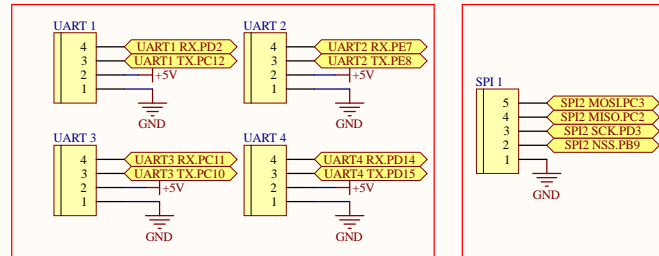 UART 1
4 UART1 RX.PD2
3 UART1 TX.PC12
2 +5V
1
GND
UART 2
4 UART2 RX.PE7
3 UART2 TX.PE8
2 +5V
1
GND
UART 3
4 UART3 RX.PC11
3 UART3 TX.PC10
2 +5V
1
GND
UART 4
4 UART4 RX.PD14
3 UART4 TX.PD15
2 +5V
1
GND
SPI 1
5 SPI2 MOSI.PC3
4 SPI2 MISO.PC2
3 SPI2 SCK.PD3
2 SPI2 NSS.PB9
1
GND